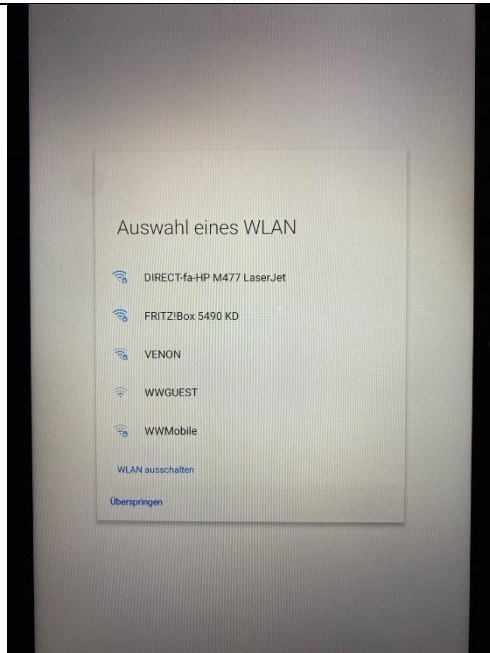 Auswahl eines WLAN
DIRECT-fa-HP M477 LaserJet
FRITZ!Box 5490 KD
VENON
WWGUEST
WWMobile
WLAN ausschalten
Überspringen